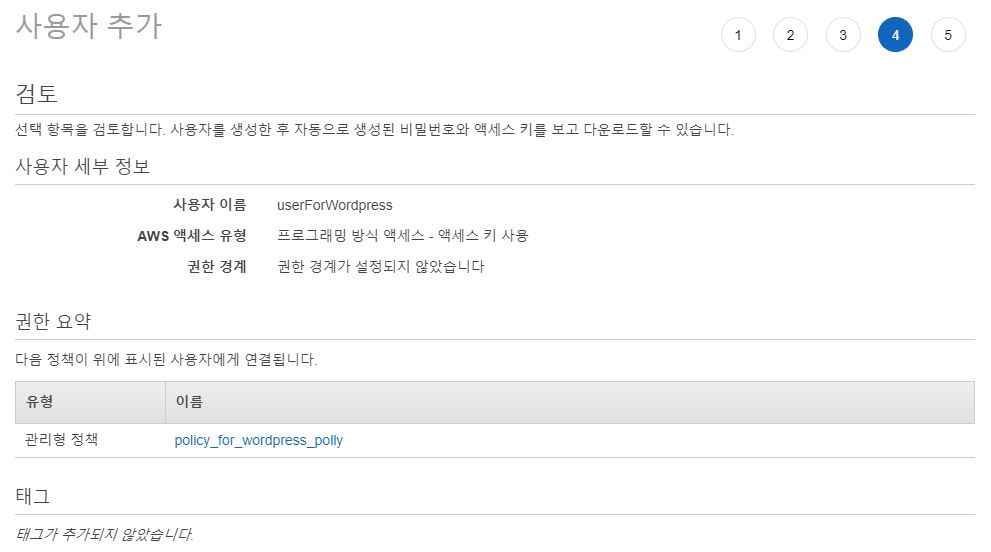 사용자 추가
1 2 3 4 5
검토
선택 항목을 검토합니다. 사용자를 생성한 후 자동으로 생성된 비밀번호와 액세스 키를 보고 다운로드할 수 있습니다.
사용자 세부 정보
사용자 이름 userForWordpress
AWS 액세스 유형 프로그래밍 방식 액세스 - 액세스 키 사용
권한 경계 권한 경계가 설정되지 않았습니다
권한 요약
다음 정책이 위에 표시된 사용자에게 연결됩니다.
유형 이름
관리형 정책 policy_for_wordpress_polly
태그
태그가 추가되지 않았습니다.